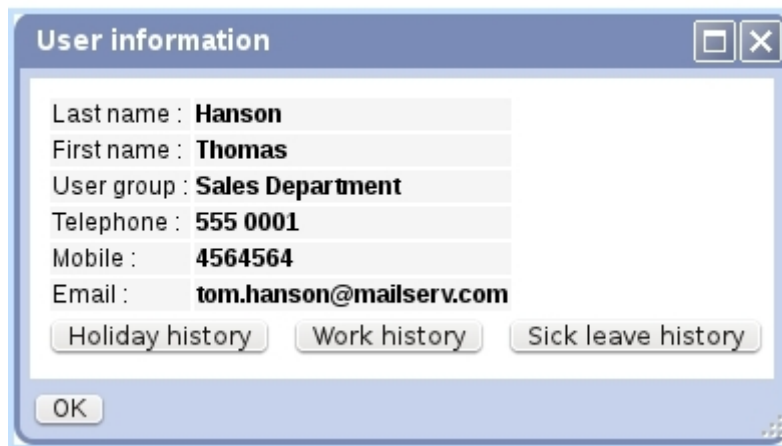 User information
Last name : Hanson
First name : Thomas
User group : Sales Department
Telephone : 555 0001
Mobile : 4564564
Email : tom.hanson@mailserv.com
Holiday history Work history Sick leave history
OK